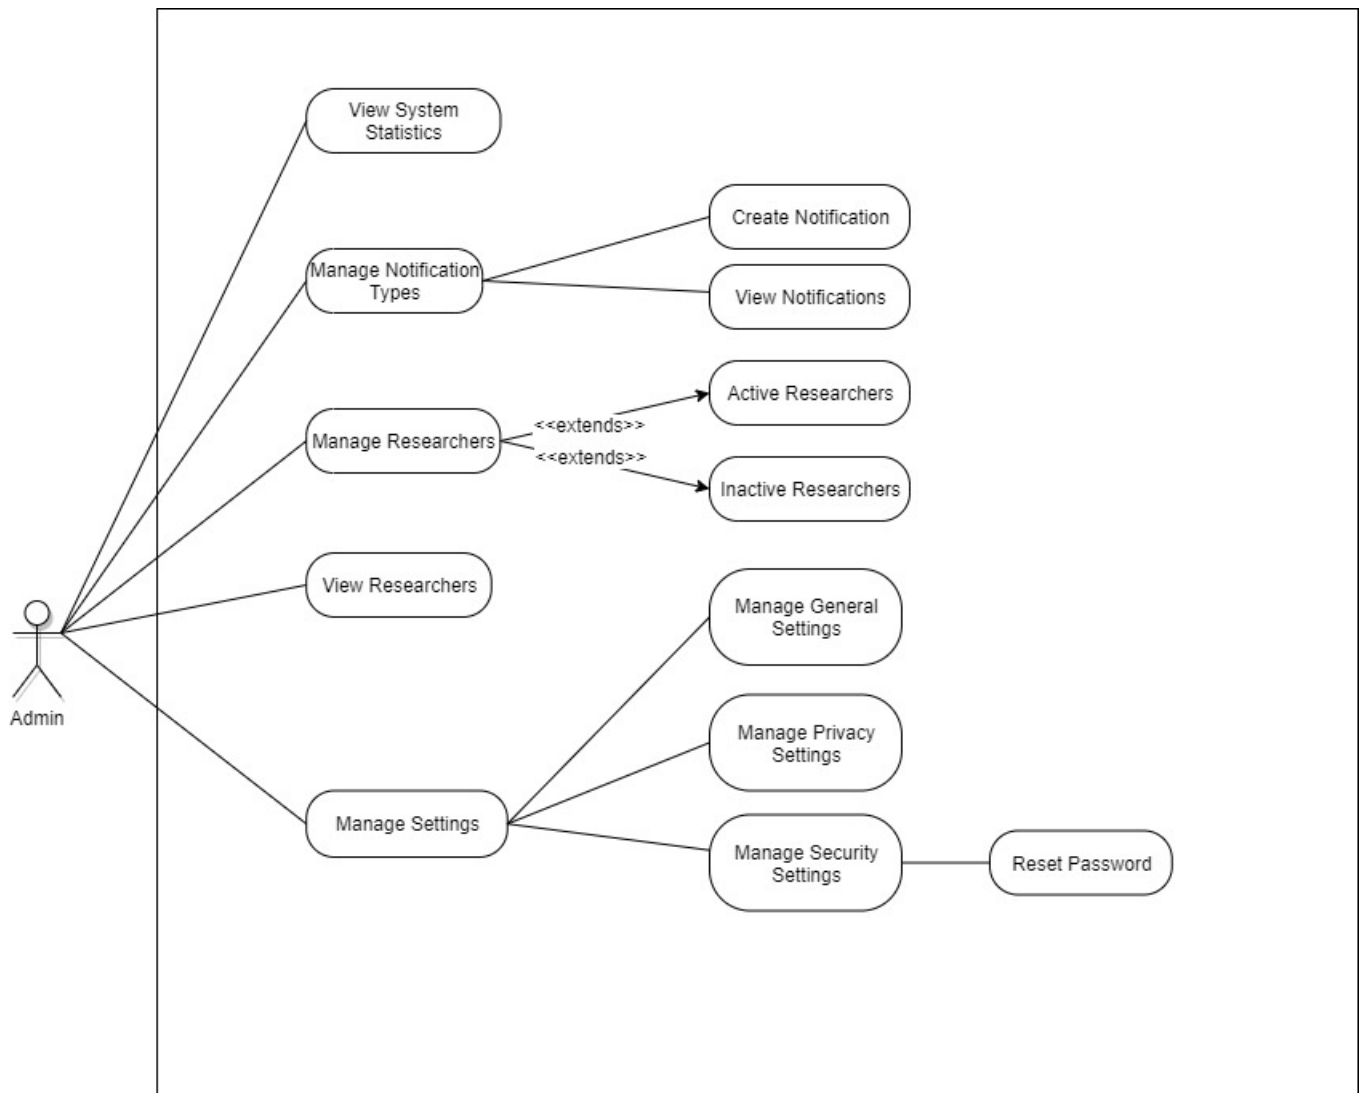 View System
Statistics
Create Notification
Manage Notification
Types
View Notifications
Active Researchers
<<extends>>
Manage Researchers
<<extends>>
Inactive Researchers
View Researchers
Manage General
Settings
Admin
Manage Privacy
Settings
Manage Settings
Manage Security
Settings
Reset Password